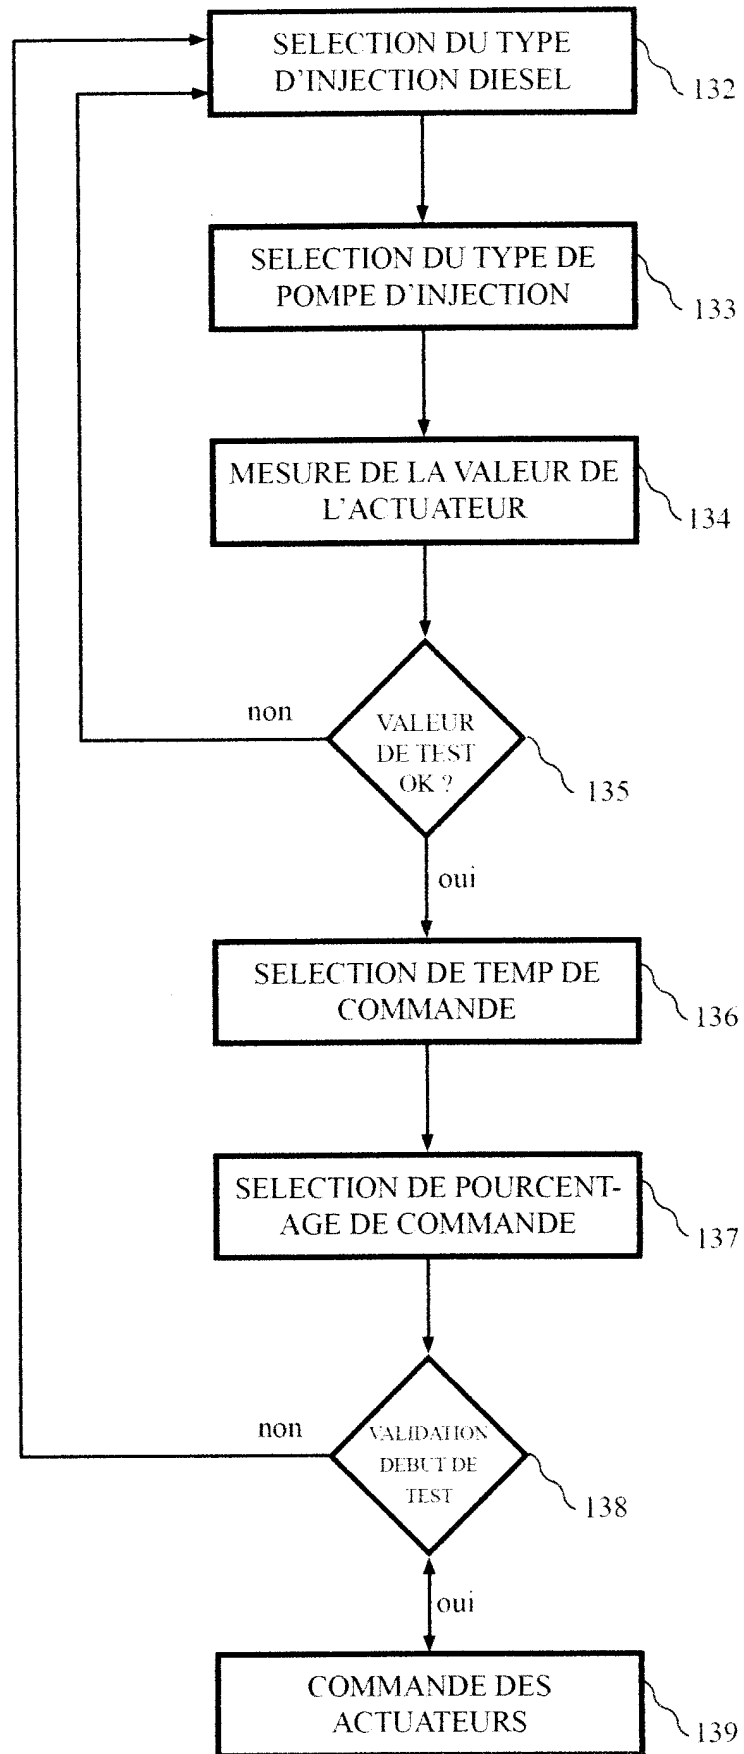 SELECTION DU TYPE
D'INJECTION DIESEL
132
SELECTION DU TYPE DE
POMPE D'INJECTION
133
MESURE DE LA VALEUR DE
L'ACTUATEUR
134
non
VALEUR
DE TEST
OK ?
135
oui
SELECTION DE TEMP DE
COMMANDE
136
SELECTION DE POURCENT-
AGE DE COMMANDE
137
non
VALIDATION
DEBUT DE
TEST
138
oui
COMMANDE DES
ACTUATEURS
139